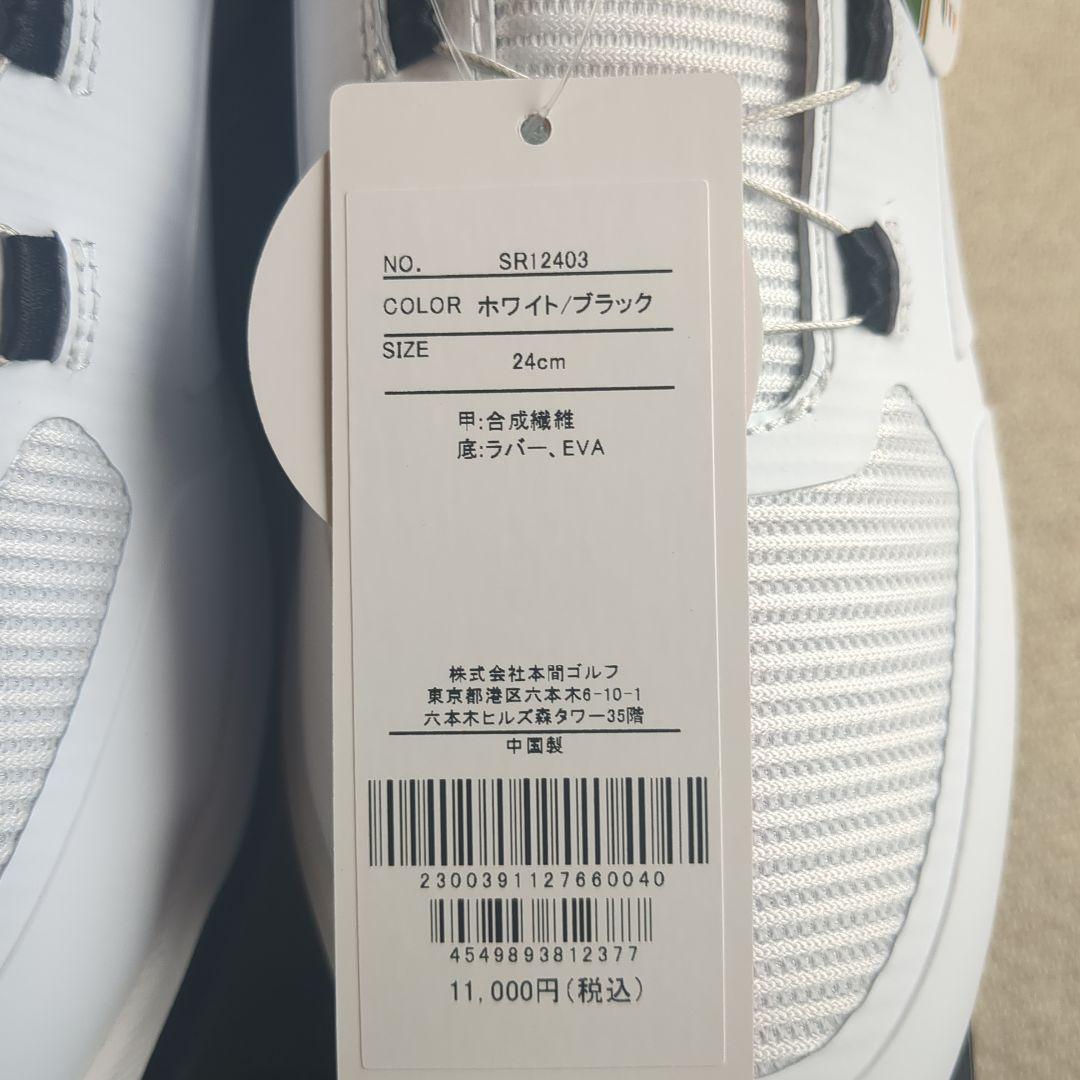 NO. SR12403
COLOR ホワイト/ブラック
SIZE 24cm
甲:合成繊維
底:ラバー、EVA
株式会社本間ゴルフ
東京都港区六本木6-10-1
六本木ヒルズ森タワー35階
中国製
2300391127660040
4549893812377
11,000円(税込)